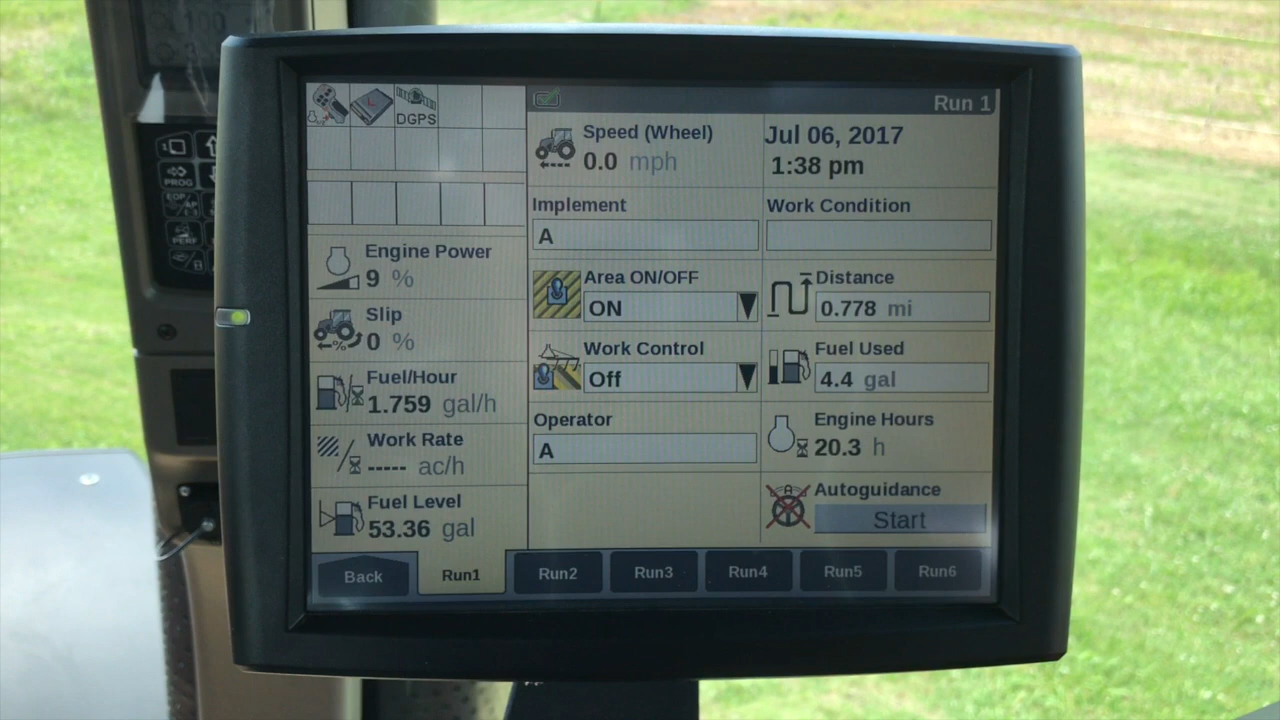 DGPS
Run 1
Speed (Wheel)
0.0 mph
Jul 06, 2017
1:38 pm
Implement
A
Work Condition
Engine Power
9 %
Area ON/OFF
ON
Distance
0.778 mi
Slip
0 %
Work Control
Off
Fuel Used
4.4 gal
Fuel/Hour
1.759 gal/h
Operator
A
Engine Hours
20.3 h
Work Rate
----- ac/h
Autoguidance
Start
Fuel Level
53.36 gal
Back
Run1
Run2
Run3
Run4
Run5
Run6
PROG
PERF